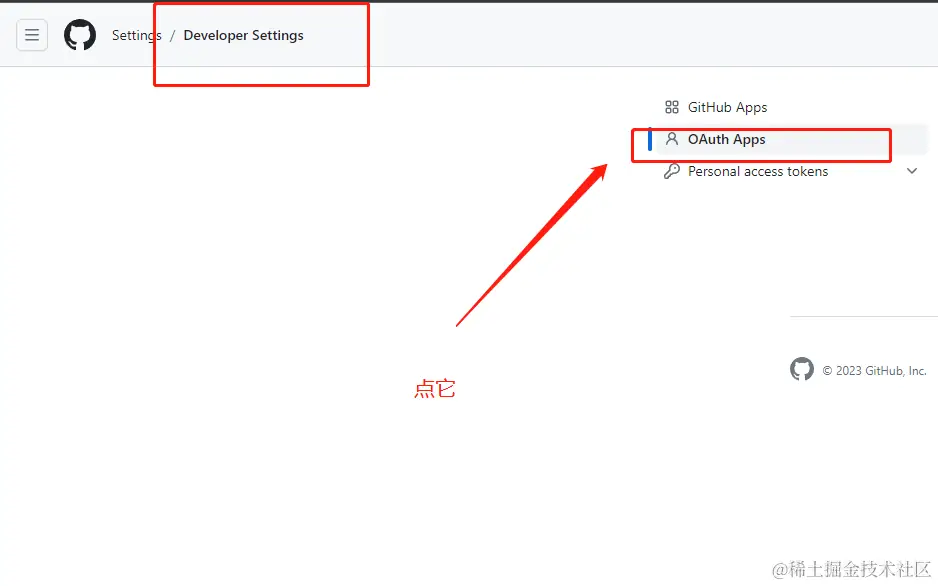 Settings / Developer Settings
GitHub Apps
OAuth Apps
Personal access tokens
点它
© 2023 GitHub, Inc.
@稀土掘金技术社区